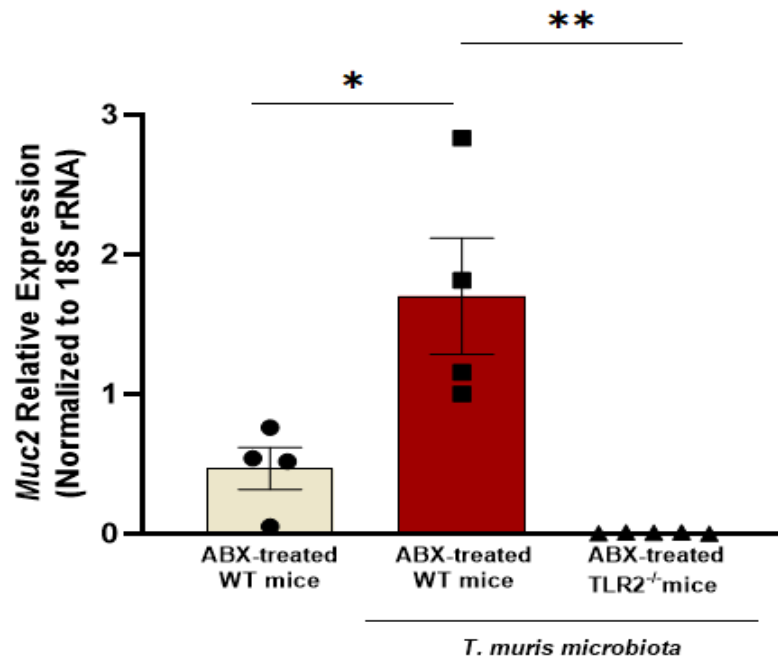 **
*
3
2
1
0
Muc2 Relative Expression
(Normalized to 18S rRNA)
ABX-treated
WT mice
ABX-treated
WT mice
ABX-treated
TLR2-/-mice
T. muris microbiota